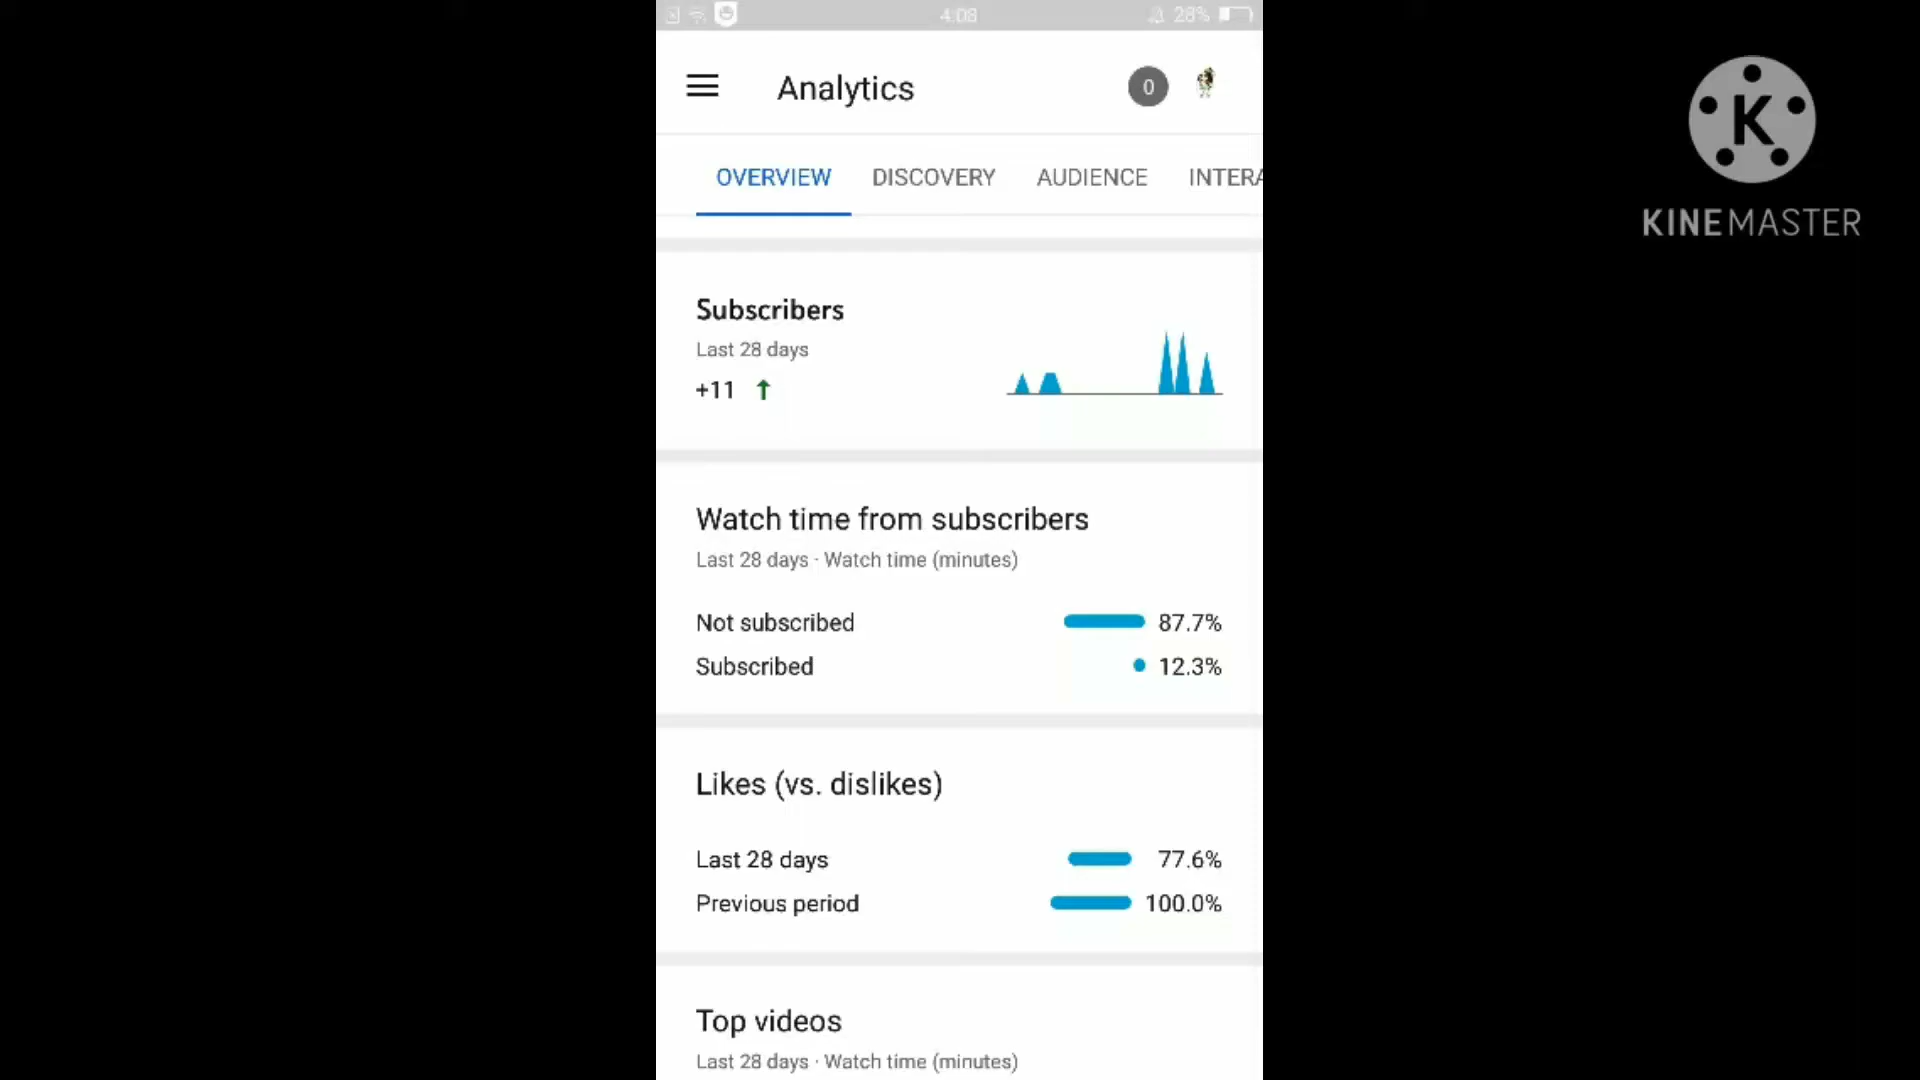 4:08
28%
Analytics
0
OVERVIEW DISCOVERY AUDIENCE INTERA
Subscribers
Last 28 days
+11
Watch time from subscribers
Last 28 days · Watch time (minutes)
Not subscribed 87.7%
Subscribed 12.3%
Likes (vs. dislikes)
Last 28 days 77.6%
Previous period 100.0%
Top videos
Last 28 days · Watch time (minutes)
K
KINEMASTER